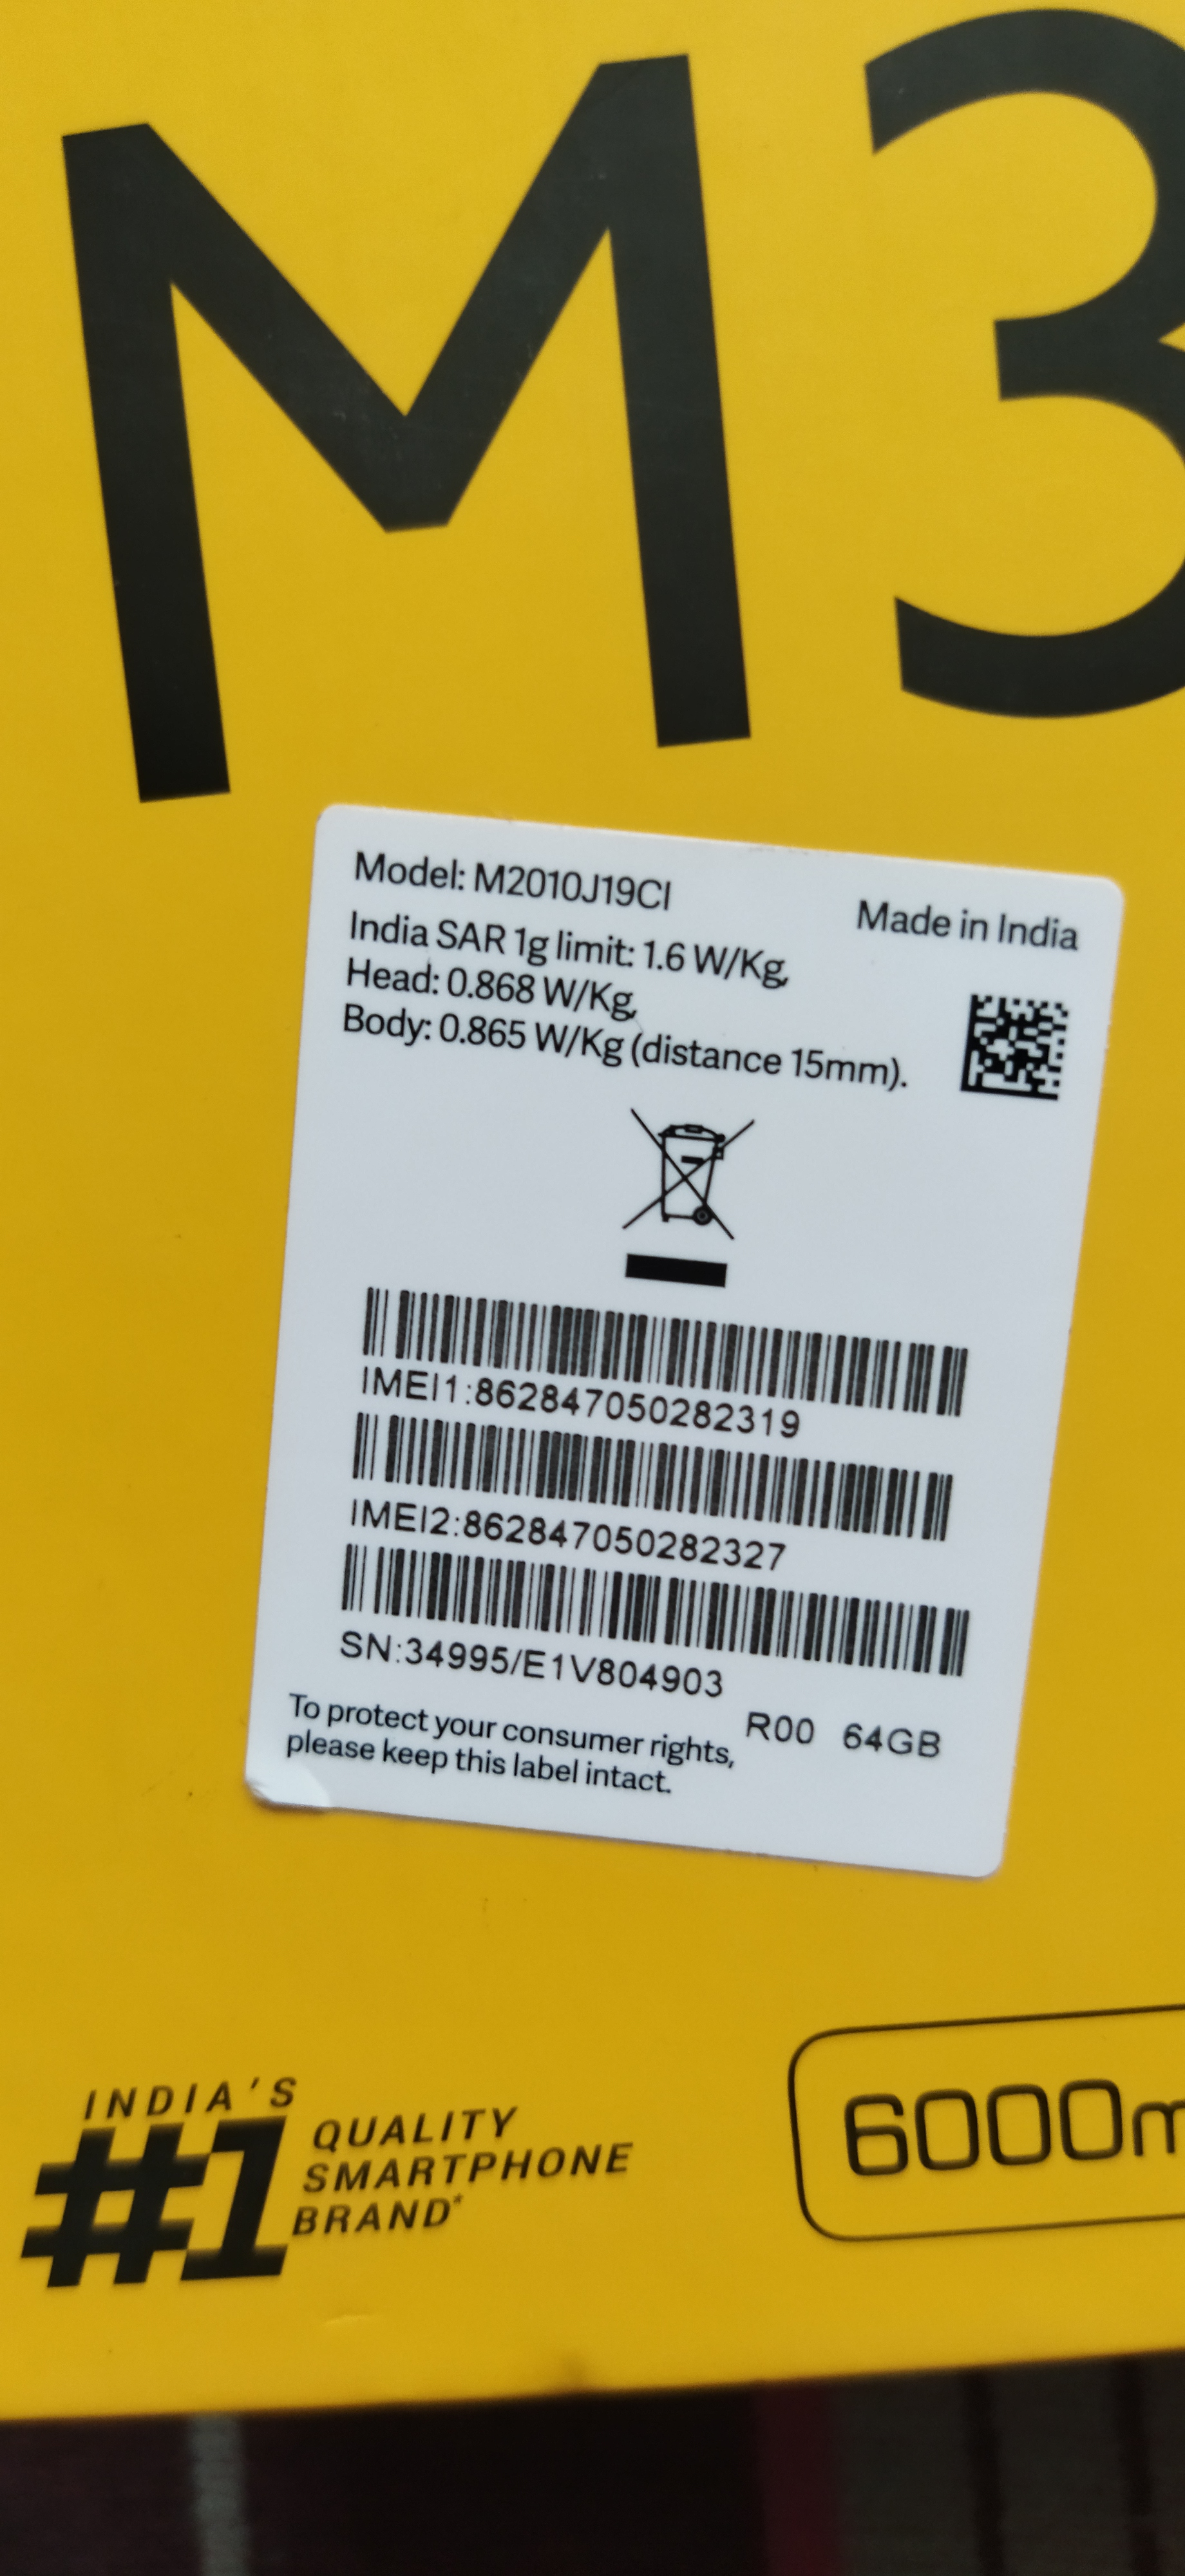 M3
Model: M2010J19CI
Made in India
India SAR 1g limit: 1.6 W/Kg,
Head: 0.868 W/Kg,
Body: 0.865 W/Kg (distance 15mm).
IMEI1:862847050282319
IMEI2:862847050282327
SN:34995/E1V804903
R00 64GB
To protect your consumer rights,
please keep this label intact.
INDIA'S
#1 QUALITY
SMARTPHONE
BRAND*
6000m